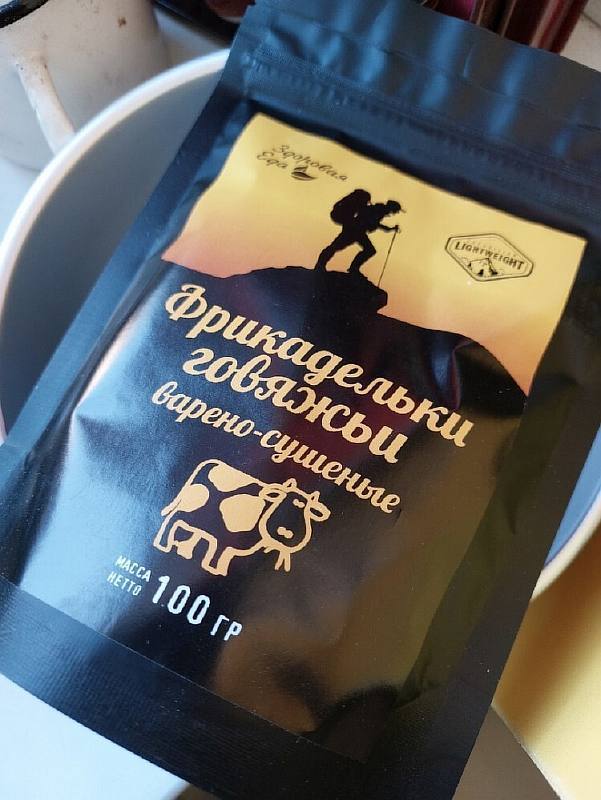 Здоровая
Еда
LIGHTWEIGHT
Фрикадельки
говяжьи
варено-сушеные
МАССА
НЕТТО
100 ГР